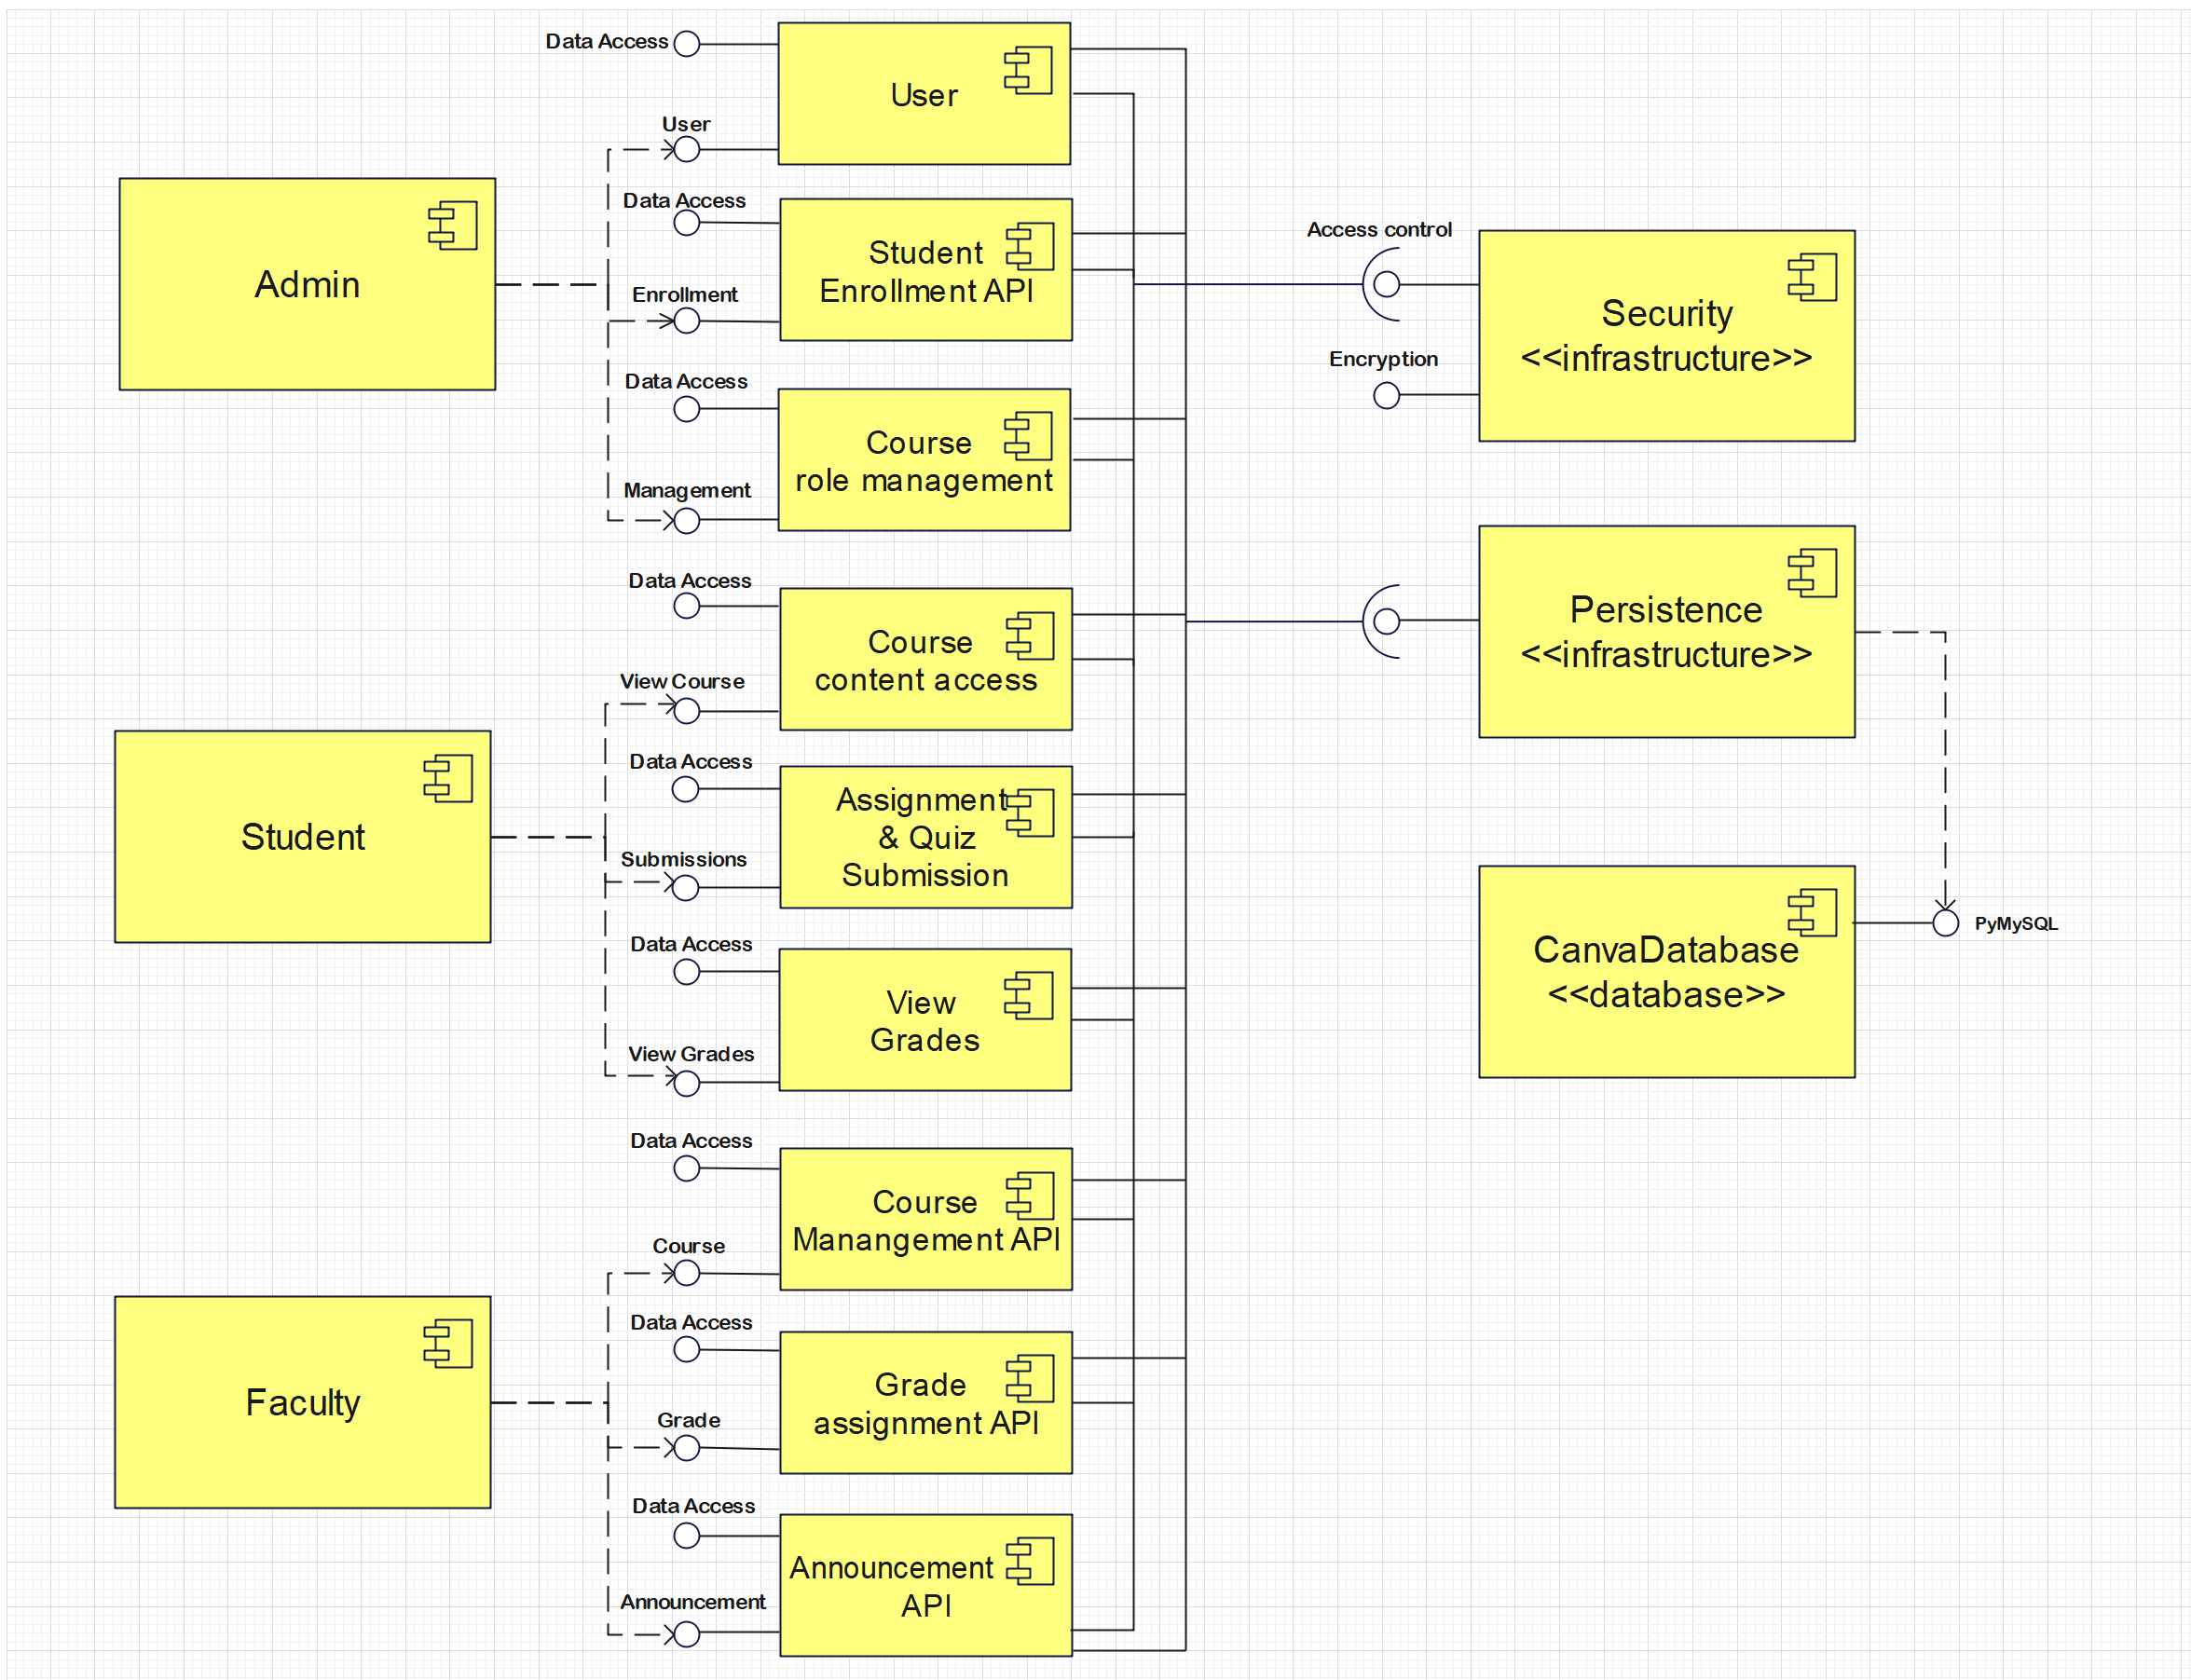 Data Access
User
User
Data Access
Admin
Student
Enrollment API
Enrollment
Data Access
Course
role management
Management
Access control
Security
<<infrastructure>>
Encryption
Data Access
Course
content access
View Course
Persistence
<<infrastructure>>
Data Access
Student
Assignment
& Quiz
Submission
Submissions
Data Access
View
Grades
View Grades
CanvaDatabase
<<database>>
PyMySQL
Data Access
Course
Manangement API
Course
Data Access
Faculty
Grade
assignment API
Grade
Data Access
Announcement
API
Announcement